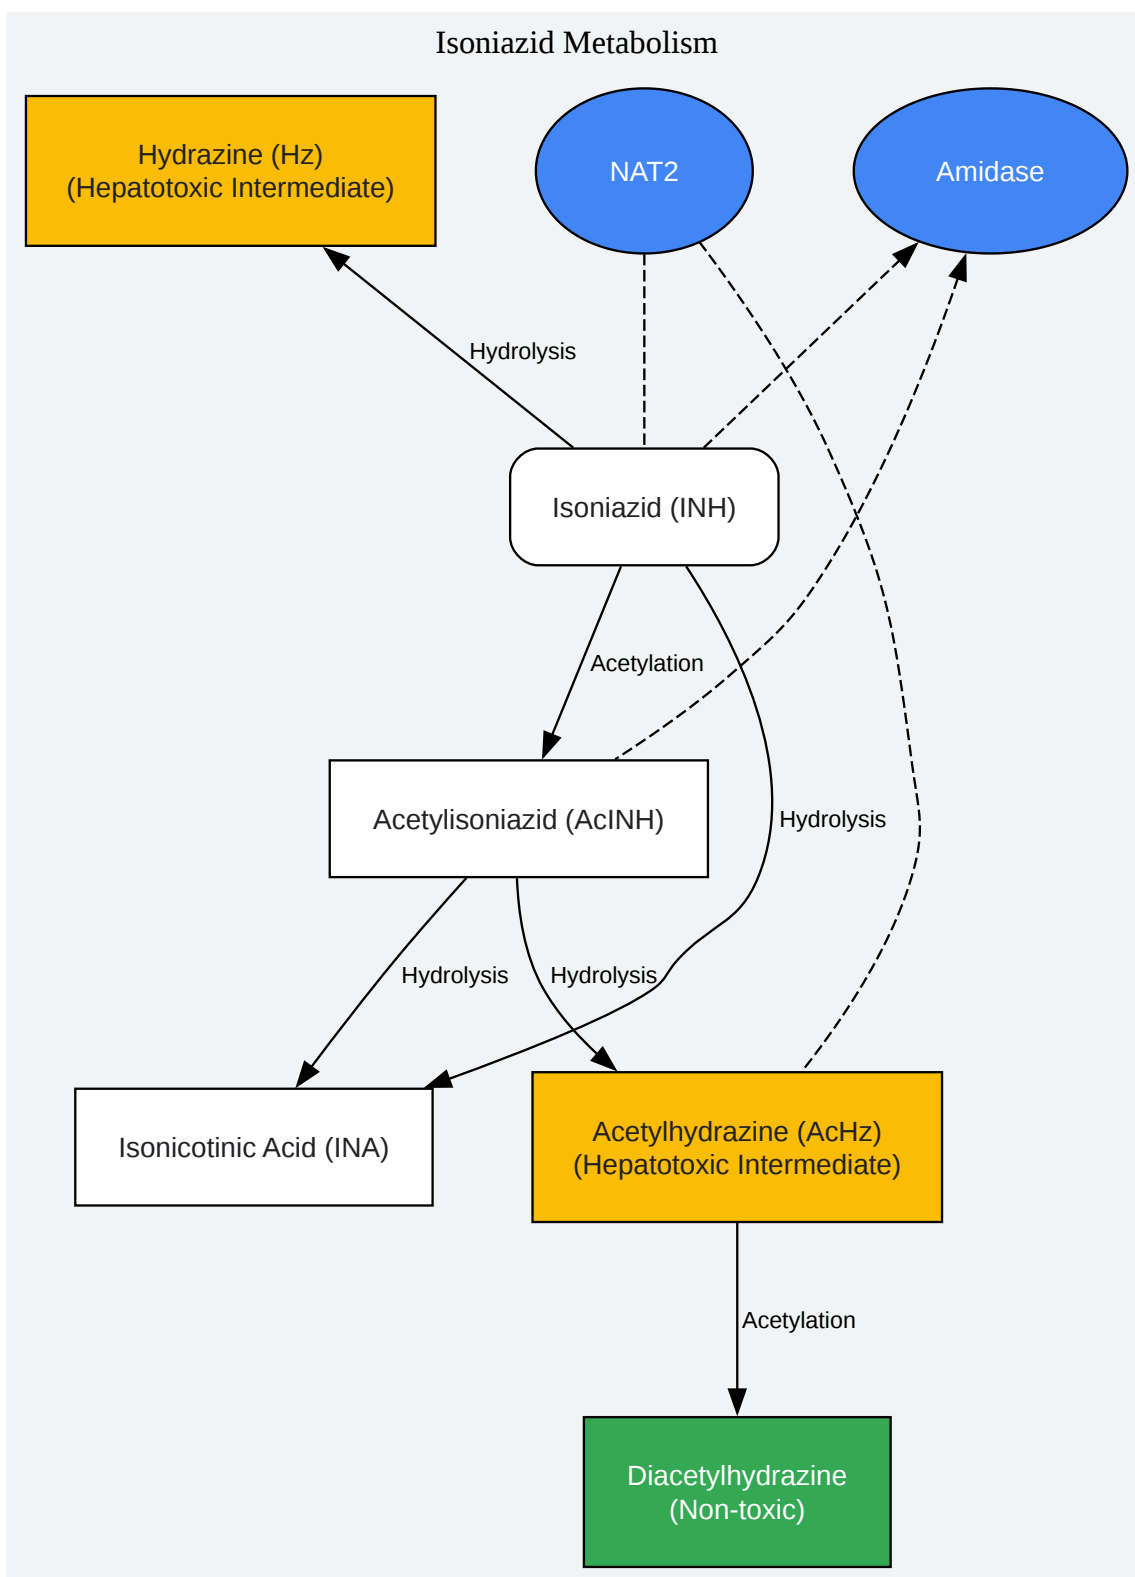 Isoniazid Metabolism
Hydrazine (Hz)
(Hepatotoxic Intermediate)
NAT2
Amidase
Hydrolysis
Isoniazid (INH)
Acetylation
Acetylisoniazid (AcINH)
Hydrolysis
Hydrolysis
Hydrolysis
Isonicotinic Acid (INA)
Acetylhydrazine (AcHz)
(Hepatotoxic Intermediate)
Acetylation
Diacetylhydrazine
(Non-toxic)